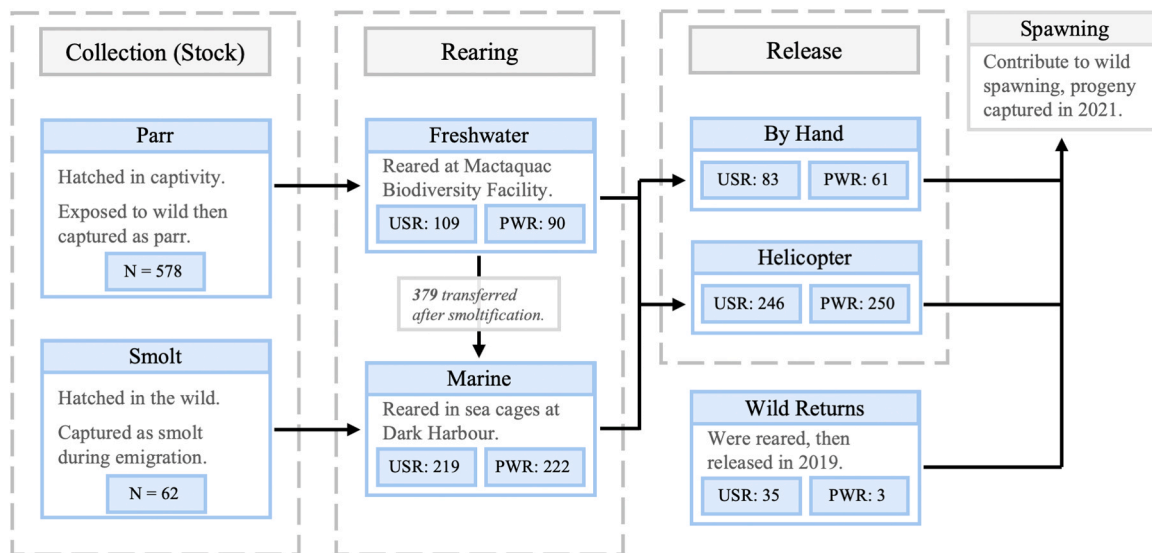 Collection (Stock)
Parr
Hatched in captivity.
Exposed to wild then
captured as parr.
N = 578
Smolt
Hatched in the wild.
Captured as smolt
during emigration.
N = 62
Rearing
Freshwater
Reared at Mactaquac
Biodiversity Facility.
USR: 109
PWR: 90
379 transferred
after smoltification.
Marine
Reared in sea cages at
Dark Harbour.
USR: 219
PWR: 222
Release
By Hand
USR: 83
PWR: 61
Helicopter
USR: 246
PWR: 250
Wild Returns
Were reared, then
released in 2019.
USR: 35
PWR: 3
Spawning
Contribute to wild
spawning, progeny
captured in 2021.